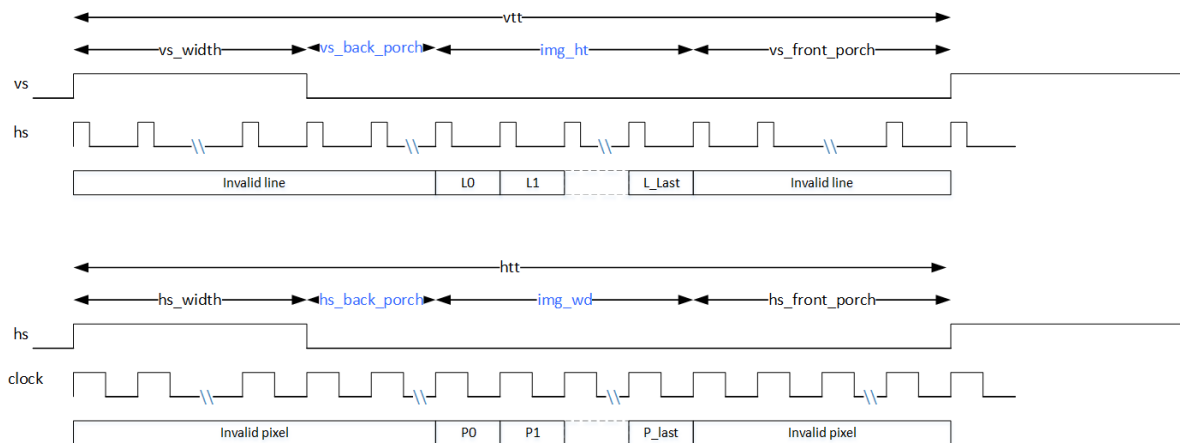 vtt
vs_width vs_back_porch img_ht vs_front_porch
vs
hs
Invalid line L0 L1 L_Last Invalid line
htt
hs_width hs_back_porch img_wd hs_front_porch
hs
clock
Invalid pixel P0 P1 P_last Invalid pixel